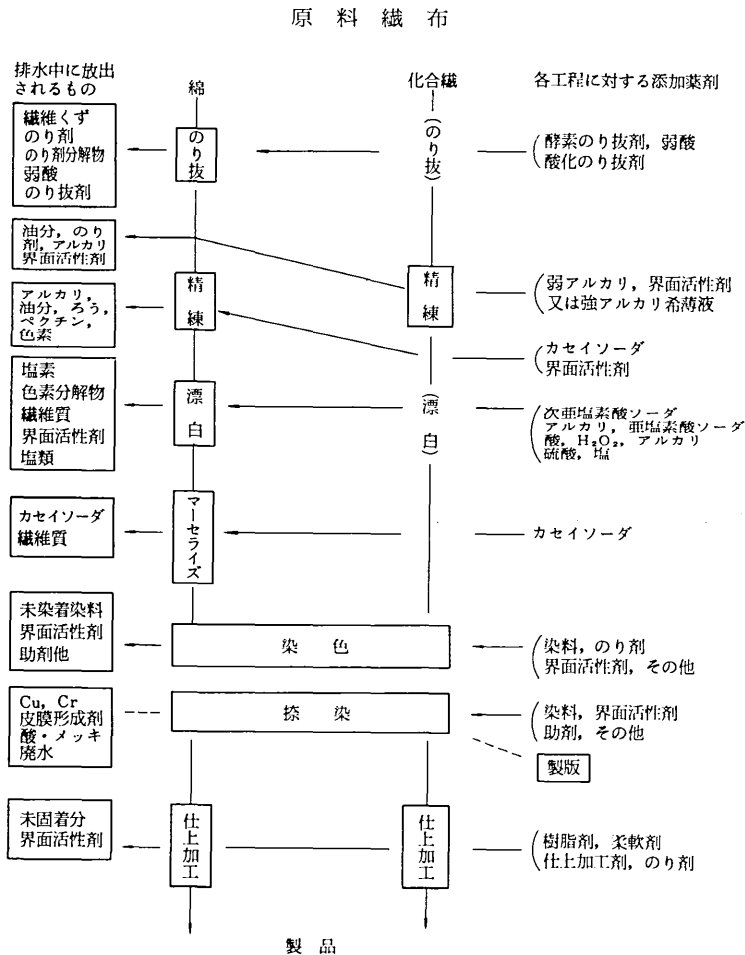 原料繊布
排水中に放出
されるもの
綿
化合繊
各工程に対する添加薬剤
繊維くず
のり剤
のり剤分解物
弱酸
のり抜剤
のり抜
(のり抜)
酵素のり抜剤，弱酸
酸化のり抜剤
油分，のり
剤，アルカリ
界面活性剤
アルカリ，
油分，ろう，
ペクチン，
色素
精練
精練
弱アルカリ，界面活性剤
又は強アルカリ希薄液
カセイソーダ
界面活性剤
塩素
色素分解物
繊維質
界面活性剤
塩類
漂白
(漂白)
次亜塩素酸ソーダ
アルカリ，亜塩素酸ソーダ
酸，H₂O₂，アルカリ
硫酸，塩
カセイソーダ
繊維質
マーセライズ
カセイソーダ
未染着染料
界面活性剤
助剤他
染色
染料，のり剤
界面活性剤，その他
Cu，Cr
皮膜形成剤
酸・メッキ
廃水
捺染
染料，界面活性剤
助剤，その他
製版
未固着分
界面活性剤
仕上加工
仕上加工
樹脂剤，柔軟剤
仕上加工剤，のり剤
製品